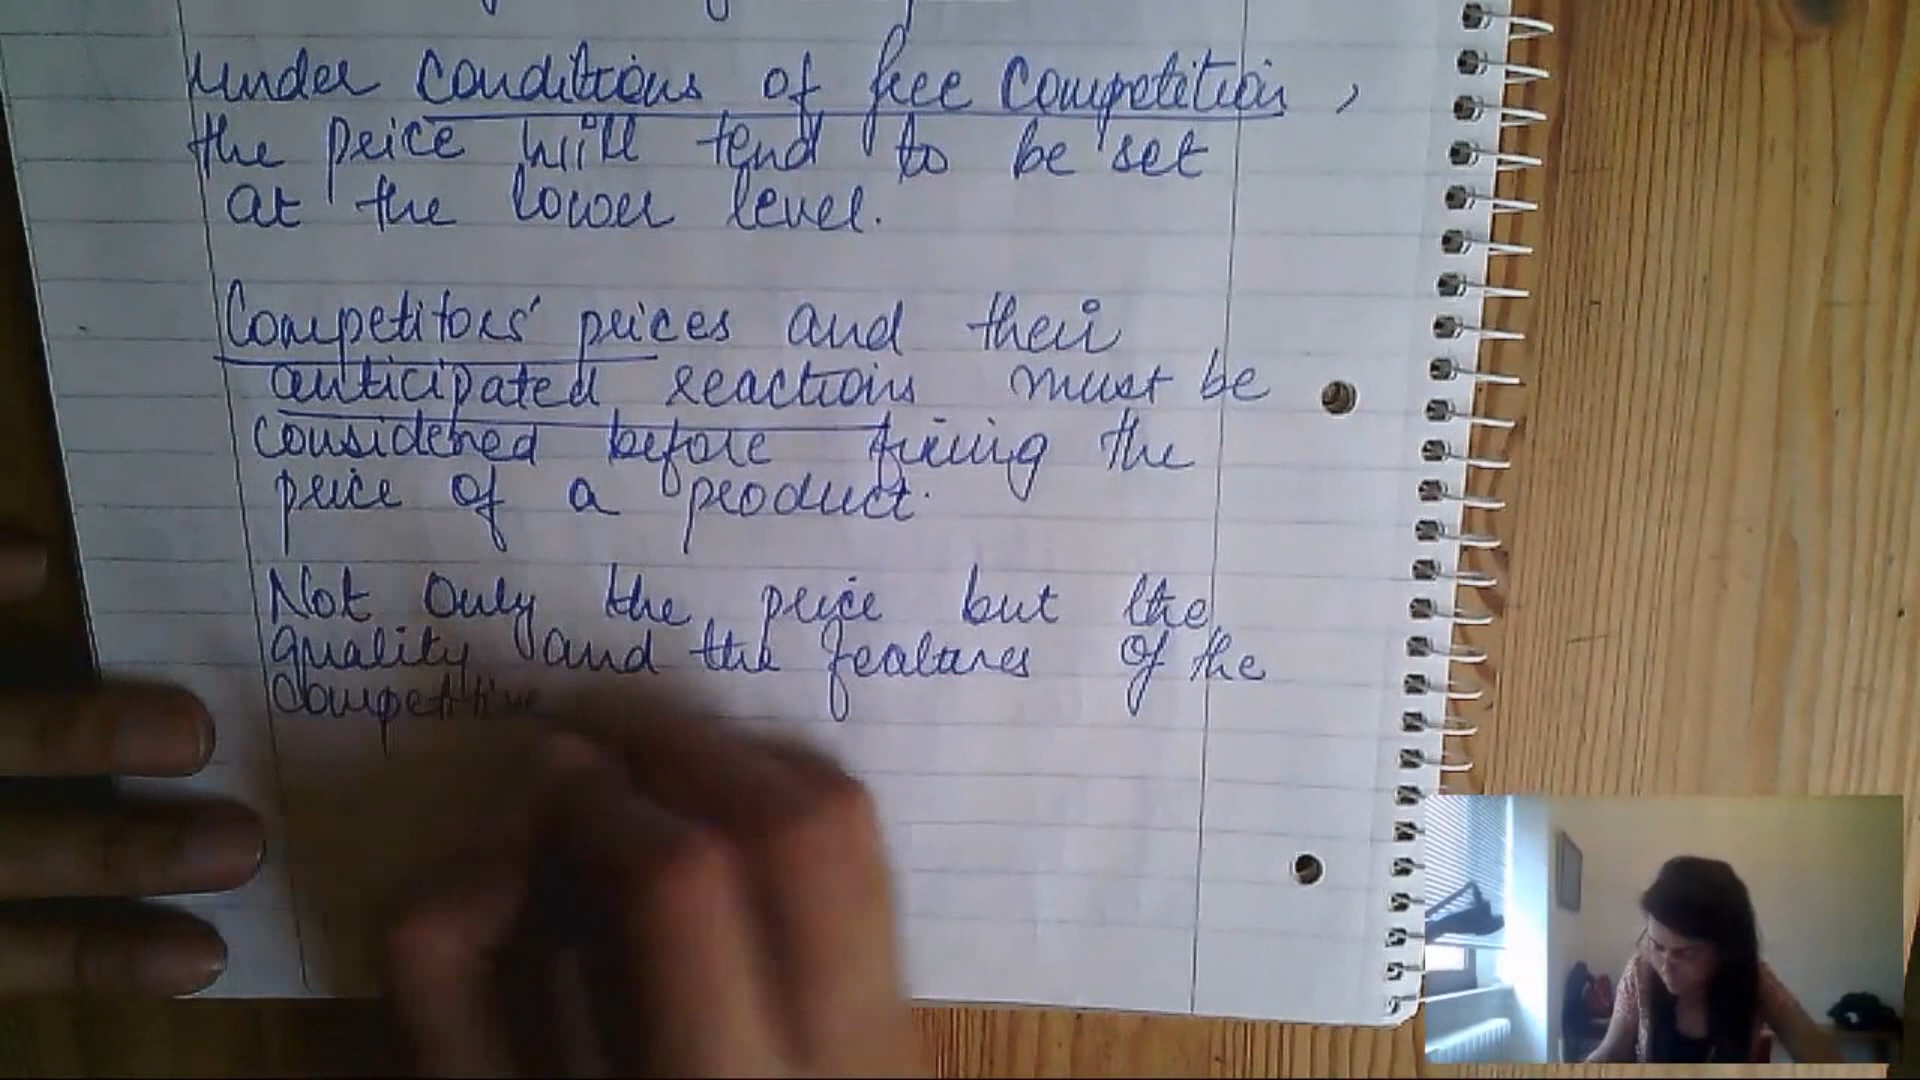 under conditions of free competition,
the price will tend to be set
at the lower level.
Competitors' prices and their
anticipated reactions must be
considered before fixing the
price of a product.
Not only the price but the
quality and the features of the
competitive